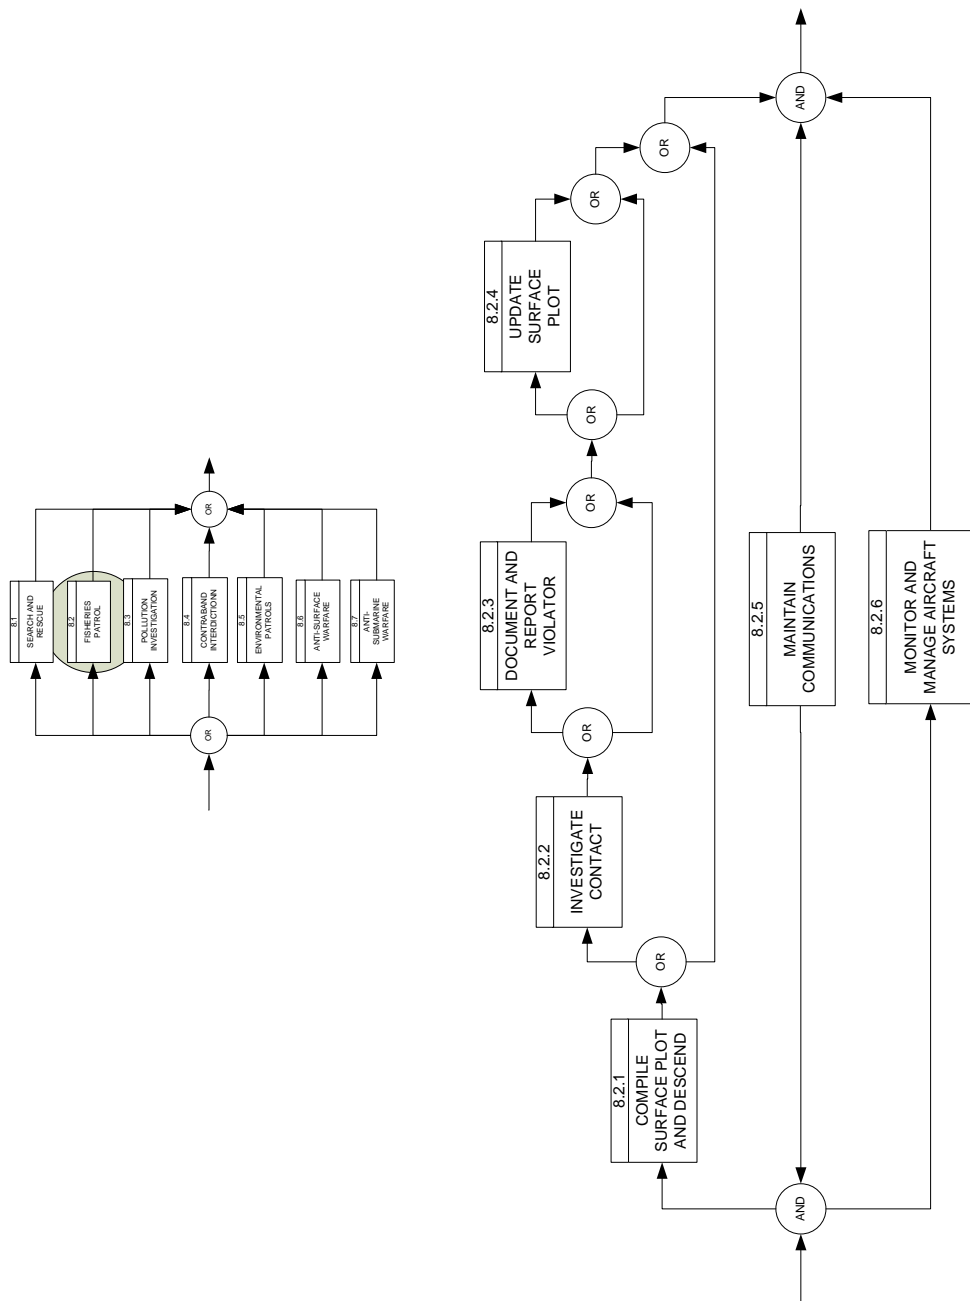 8.1
SEARCH AND
RESCUE
8.2
FISHERIES
PATROL
8.3
POLLUTION
INVESTIGATION
8.4
CONTRABAND
INTERDICTIONN
8.5
ENVIRONMENTAL
PATROLS
8.6
ANTI-SURFACE
WARFARE
8.7
ANTI-
SUBMARINE
WARFARE
OR
OR
AND
8.2.1
COMPILE
SURFACE PLOT
AND DESCEND
OR
8.2.2
INVESTIGATE
CONTACT
OR
8.2.3
DOCUMENT AND
REPORT
VIOLATOR
OR
OR
8.2.4
UPDATE
SURFACE
PLOT
OR
OR
8.2.5
MAINTAIN
COMMUNICATIONS
8.2.6
MONITOR AND
MANAGE AIRCRAFT
SYSTEMS
AND